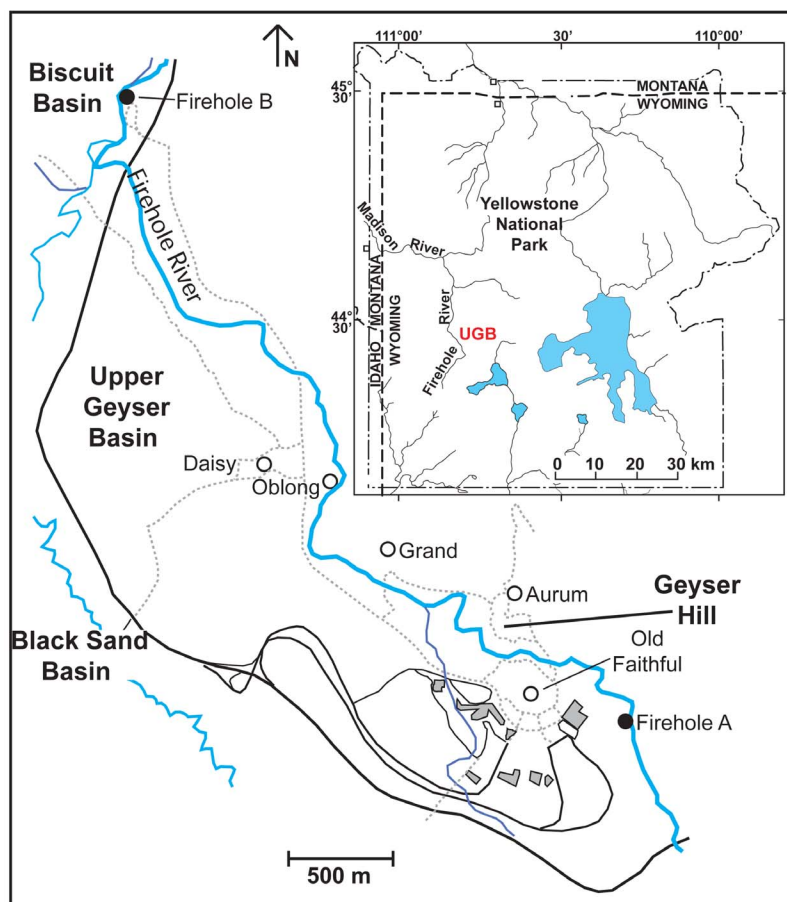 N
Biscuit
Basin
Firehole B
Firehole River
Upper
Geyser
Basin
Daisy
Oblong
Grand
Aurum
Geyser
Hill
Old
Faithful
Firehole A
Black Sand
Basin
500 m
111°00'
30'
110°00'
45°
30'
MONTANA
WYOMING
Yellowstone
National
Park
Madison
River
IDAHO
MONTANA
WYOMING
44°
30'
Firehole
River
UGB
0 10 20 30 km